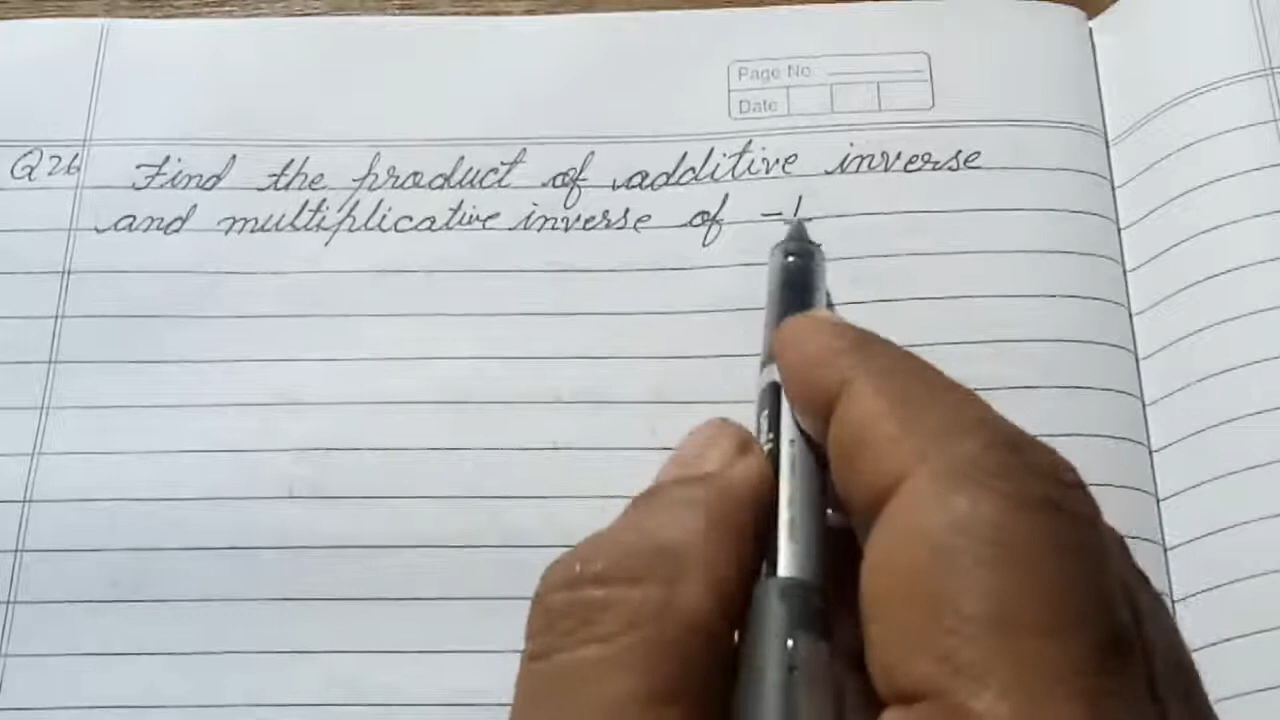 Page No.
Date
Q26 Find the product of additive inverse
and multiplicative inverse of -1